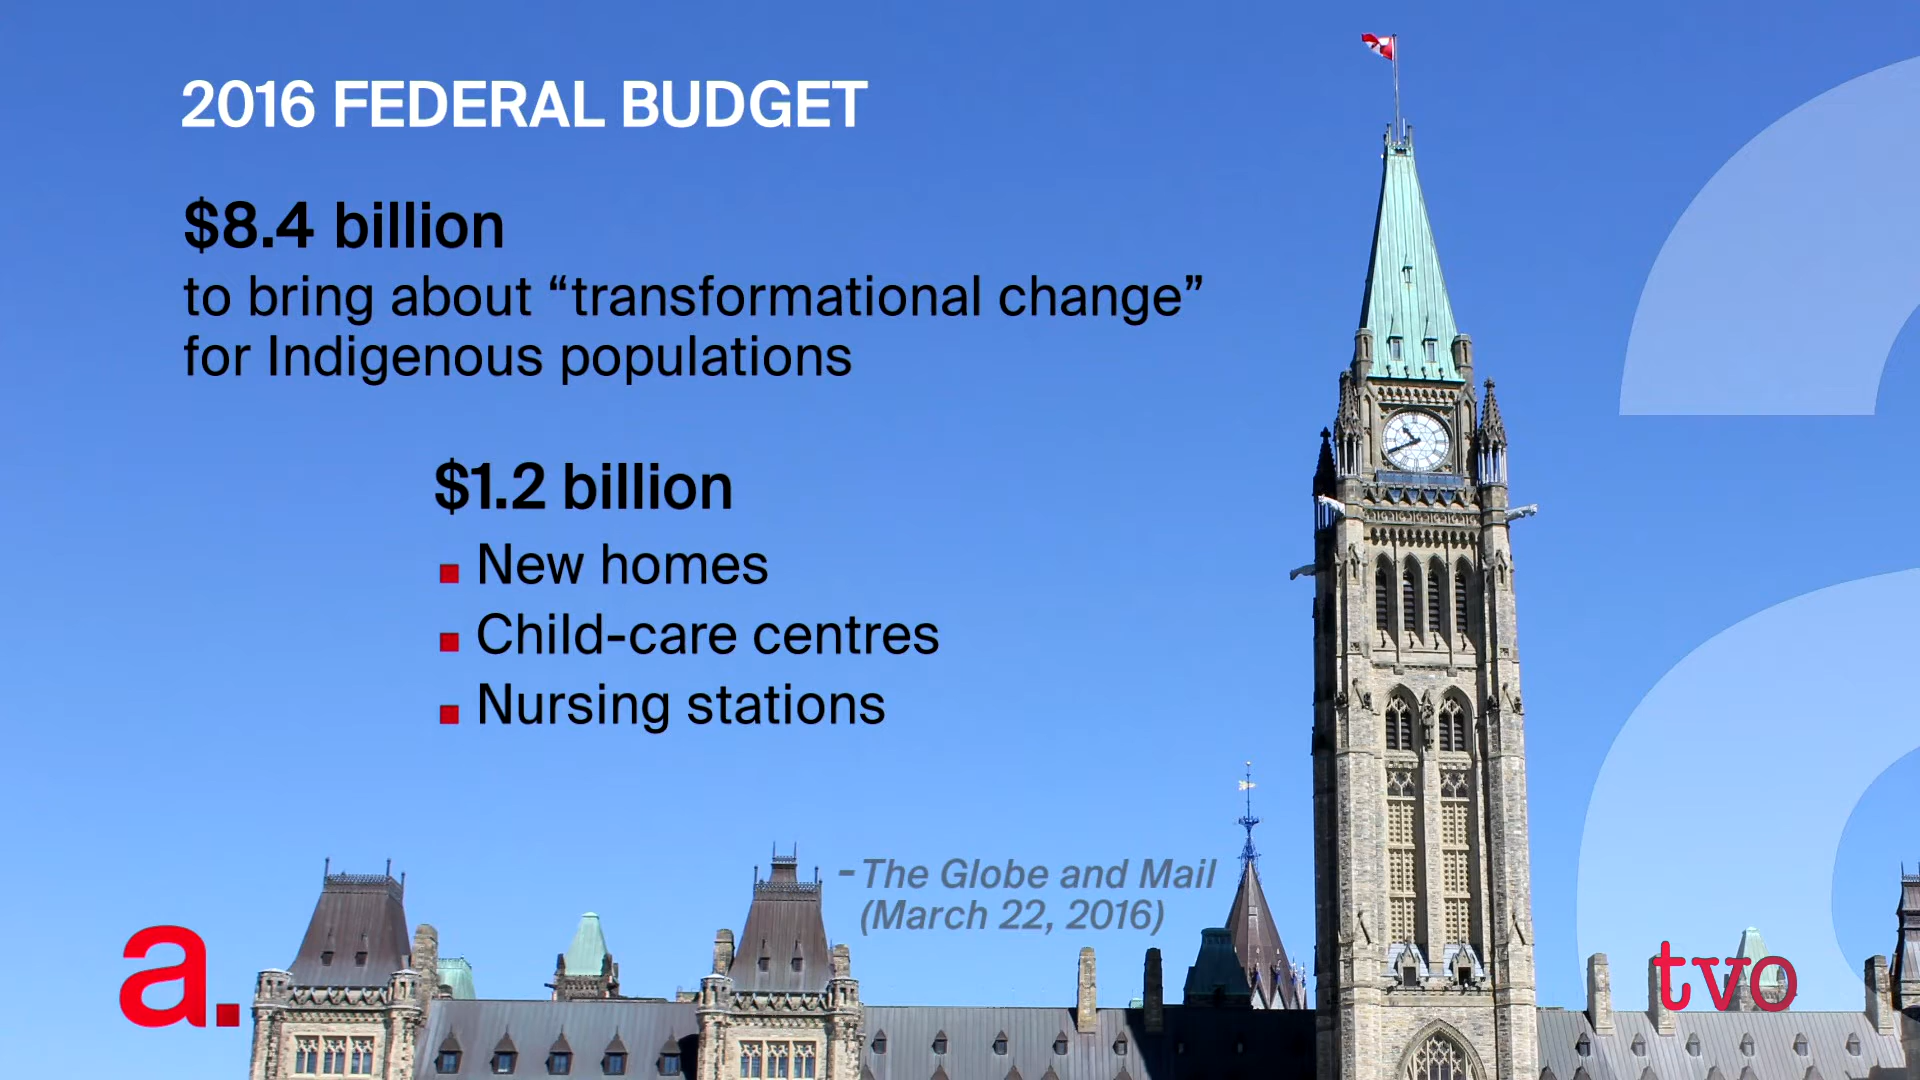 2016 FEDERAL BUDGET
$8.4 billion
to bring about “transformational change”
for Indigenous populations
$1.2 billion
New homes
Child-care centres
Nursing stations
-The Globe and Mail
(March 22, 2016)
a.
tvo